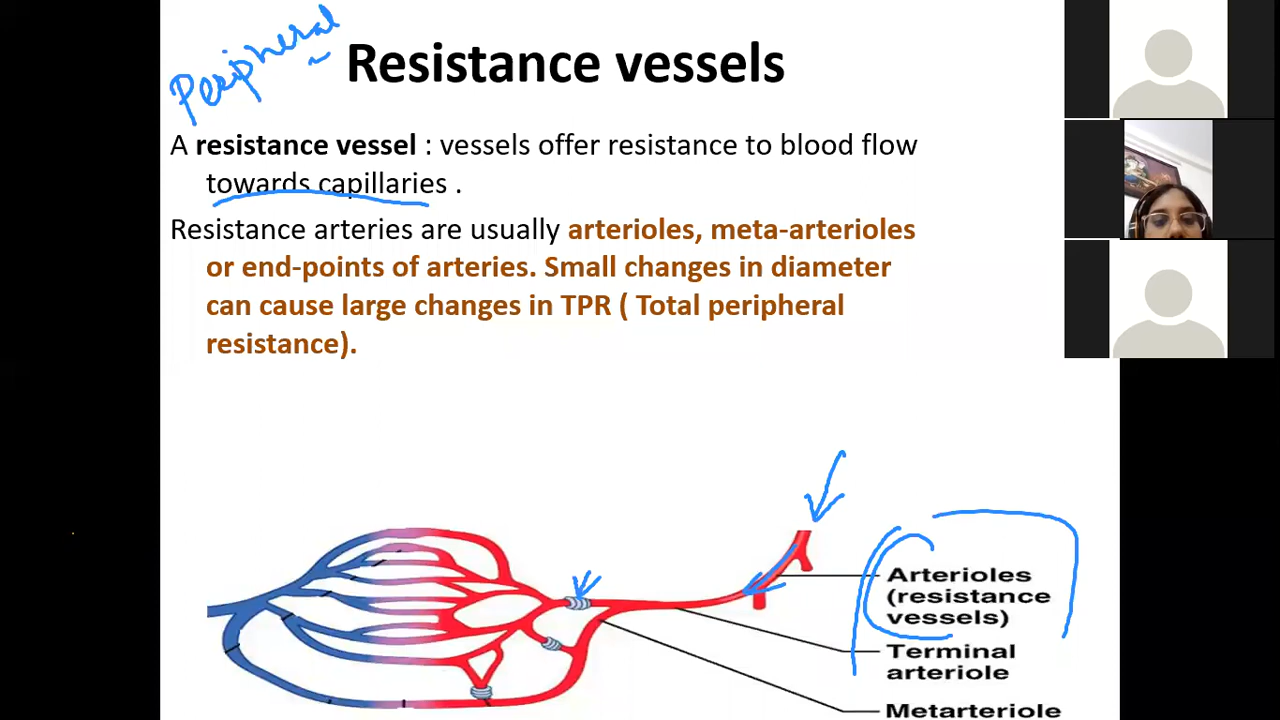 Peripheral
Resistance vessels
A resistance vessel : vessels offer resistance to blood flow
towards capillaries .
Resistance arteries are usually arterioles, meta-arterioles
or end-points of arteries. Small changes in diameter
can cause large changes in TPR ( Total peripheral
resistance).
Arterioles
(resistance
vessels)
Terminal
arteriole
Metarteriole